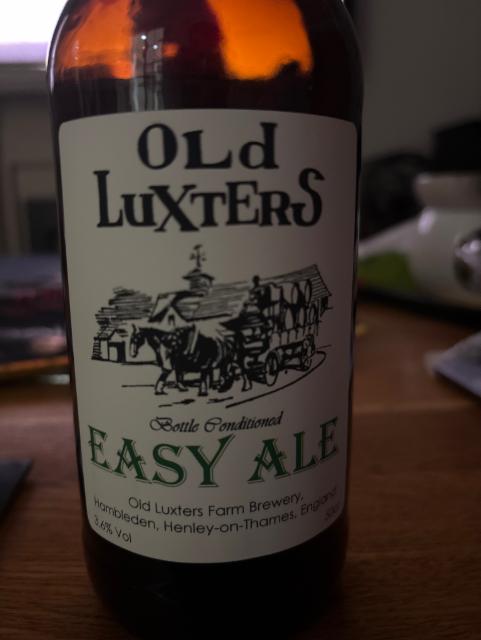 Old
LuxTErS
Bottle Conditioned
EASY ALE
Old Luxters Farm Brewery,
Hambleden, Henley-on-Thames, England
3.6% Vol